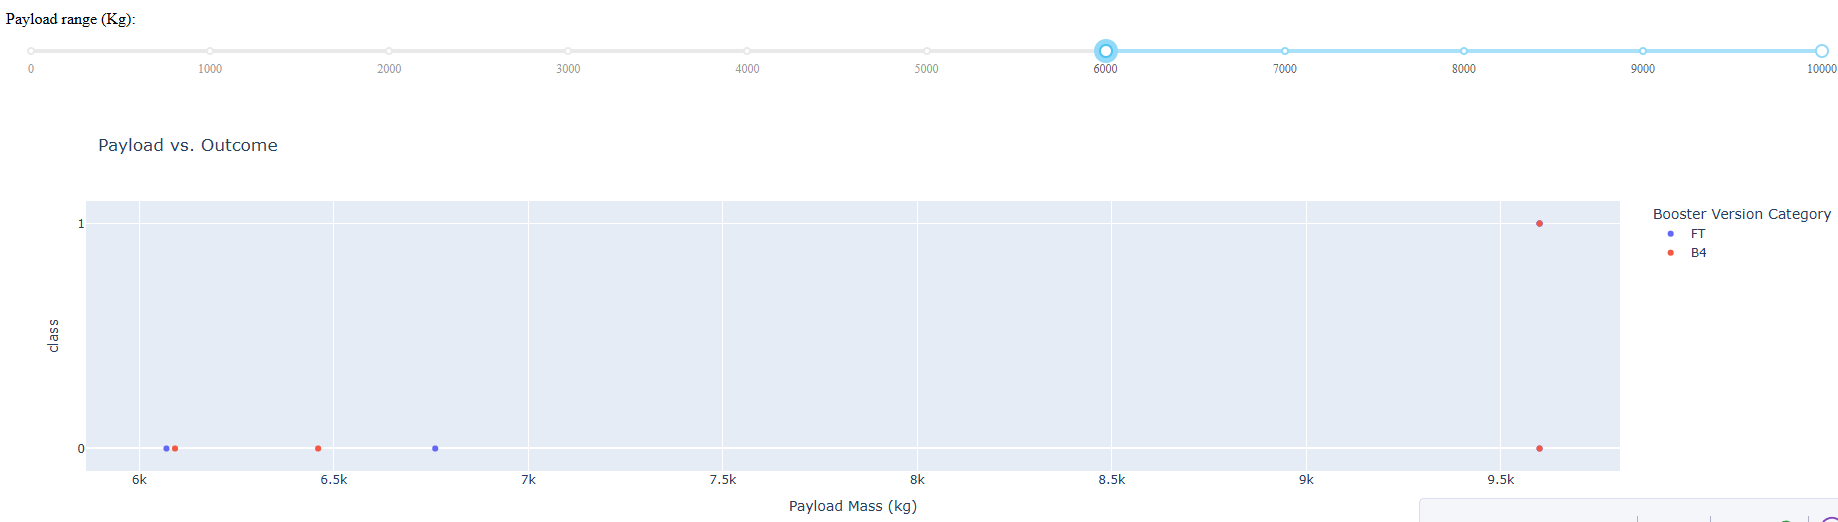 Payload range (Kg):
0 1000 2000 3000 4000 5000 6000 7000 8000 9000 10000
Payload vs. Outcome
Booster Version Category
FT
B4
1
class
0
6k 6.5k 7k 7.5k 8k 8.5k 9k 9.5k
Payload Mass (kg)